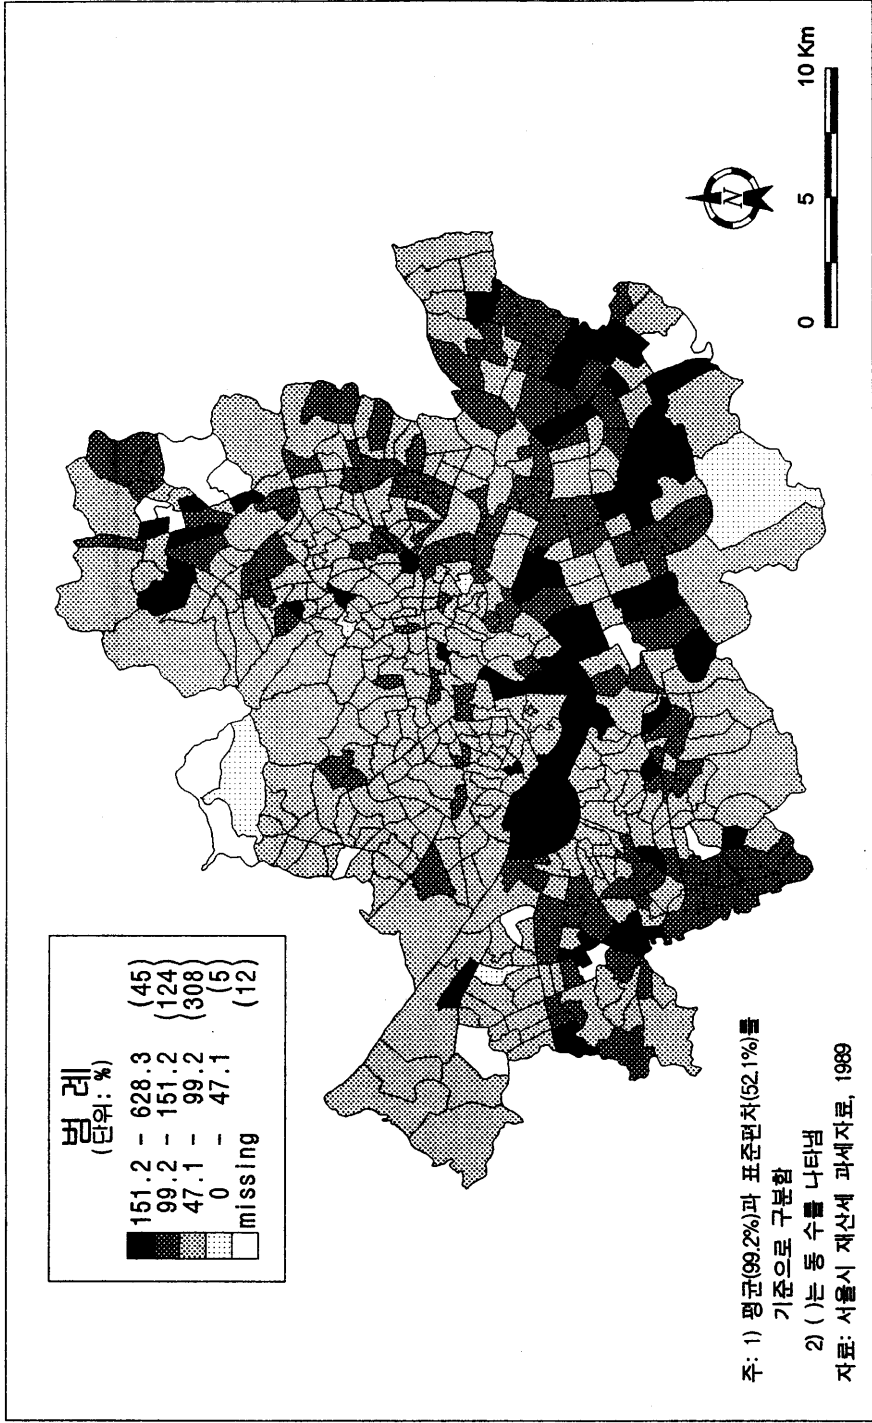 범 례
(단위: %)
151.2 - 628.3 (45)
99.2 - 151.2 (124)
47.1 - 99.2 (308)
0 - 47.1 (5)
missing (12)
N
0 5 10 Km
주: 1) 평균(99.2%)과 표준편차(52.1%)를
기준으로 구분함
2) ( )는 동 수를 나타냄
자료: 서울시 재산세 과세자료, 1989